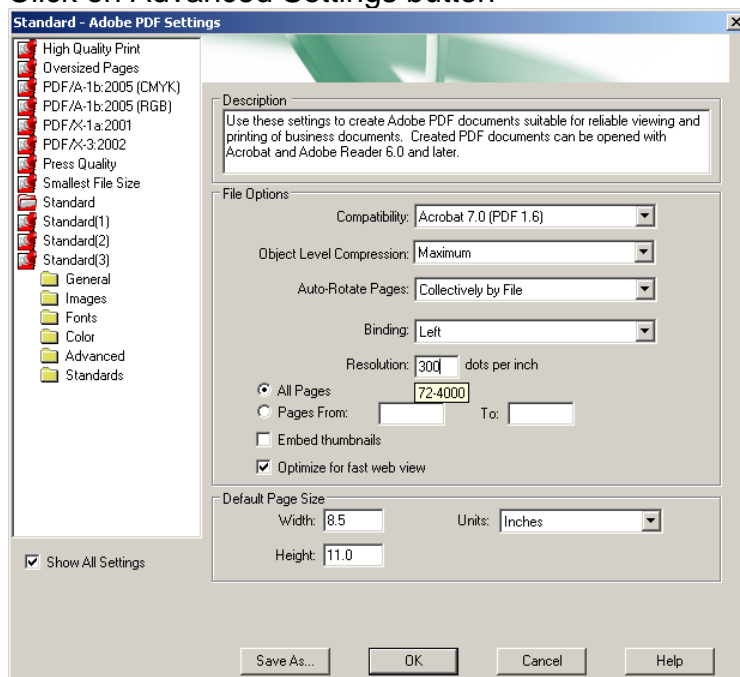 Click on Advanced Settings button
Standard - Adobe PDF Settings
High Quality Print
Oversized Pages
PDF/A-1b:2005 (CMYK)
PDF/A-1b:2005 (RGB)
PDF/X-1a:2001
PDF/X-3:2002
Press Quality
Smallest File Size
Standard
Standard(1)
Standard(2)
Standard(3)
General
Images
Fonts
Color
Advanced
Standards
Show All Settings
Description
Use these settings to create Adobe PDF documents suitable for reliable viewing and
printing of business documents.  Created PDF documents can be opened with
Acrobat and Adobe Reader 6.0 and later.
File Options
Compatibility: Acrobat 7.0 (PDF 1.6)
Object Level Compression: Maximum
Auto-Rotate Pages: Collectively by File
Binding: Left
Resolution: 300 dots per inch
All Pages 72-4000
Pages From: To:
Embed thumbnails
Optimize for fast web view
Default Page Size
Width: 8.5 Units: Inches
Height: 11.0
Save As... OK Cancel Help